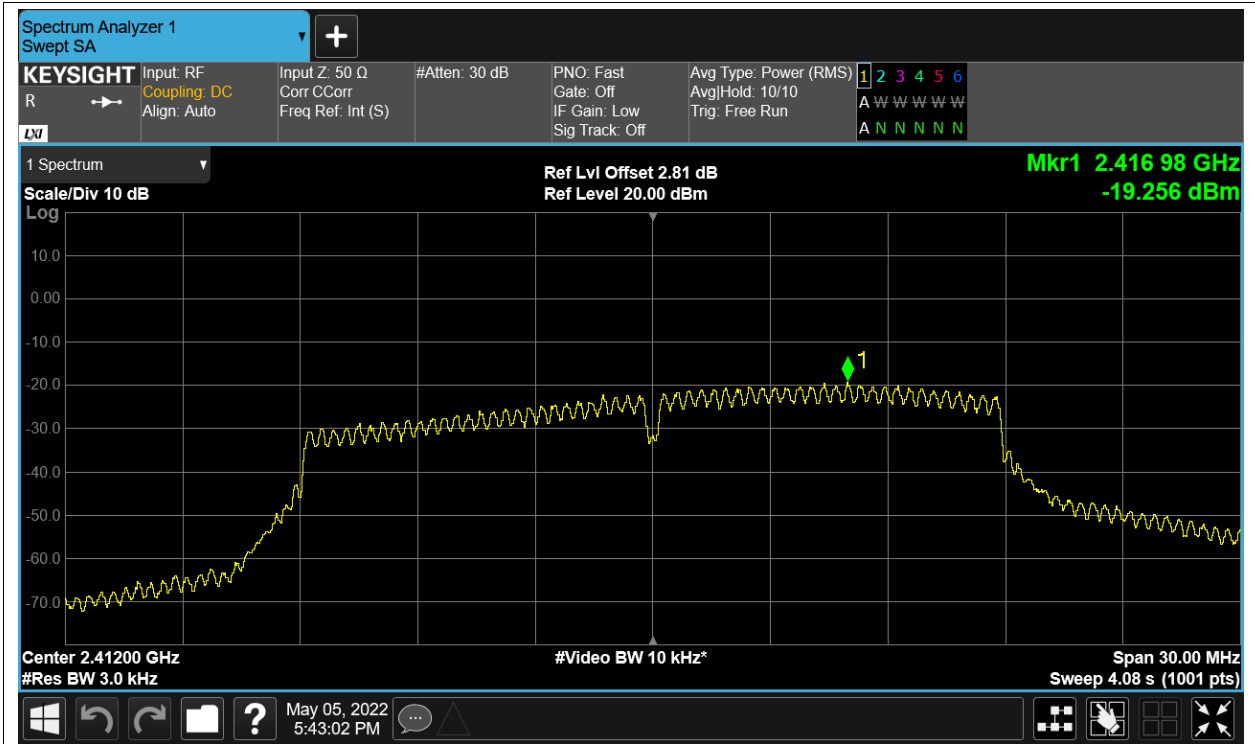 Spectrum Analyzer 1
Swept SA
+
KEYSIGHT
R
LXI
Input: RF
Coupling: DC
Align: Auto
Input Z: 50 Ω
Corr CCorr
Freq Ref: Int (S)
#Atten: 30 dB
PNO: Fast
Gate: Off
IF Gain: Low
Sig Track: Off
Avg Type: Power (RMS)
Avg|Hold: 10/10
Trig: Free Run
1 2 3 4 5 6
A W W W W W
A N N N N N
1 Spectrum
Scale/Div 10 dB
Log
Ref Lvl Offset 2.81 dB
Ref Level 20.00 dBm
Mkr1 2.416 98 GHz
-19.256 dBm
10.0
0.00
-10.0
1
-20.0
-30.0
-40.0
-50.0
-60.0
-70.0
Center 2.41200 GHz
#Res BW 3.0 kHz
#Video BW 10 kHz*
Span 30.00 MHz
Sweep 4.08 s (1001 pts)
?
May 05, 2022
5:43:02 PM